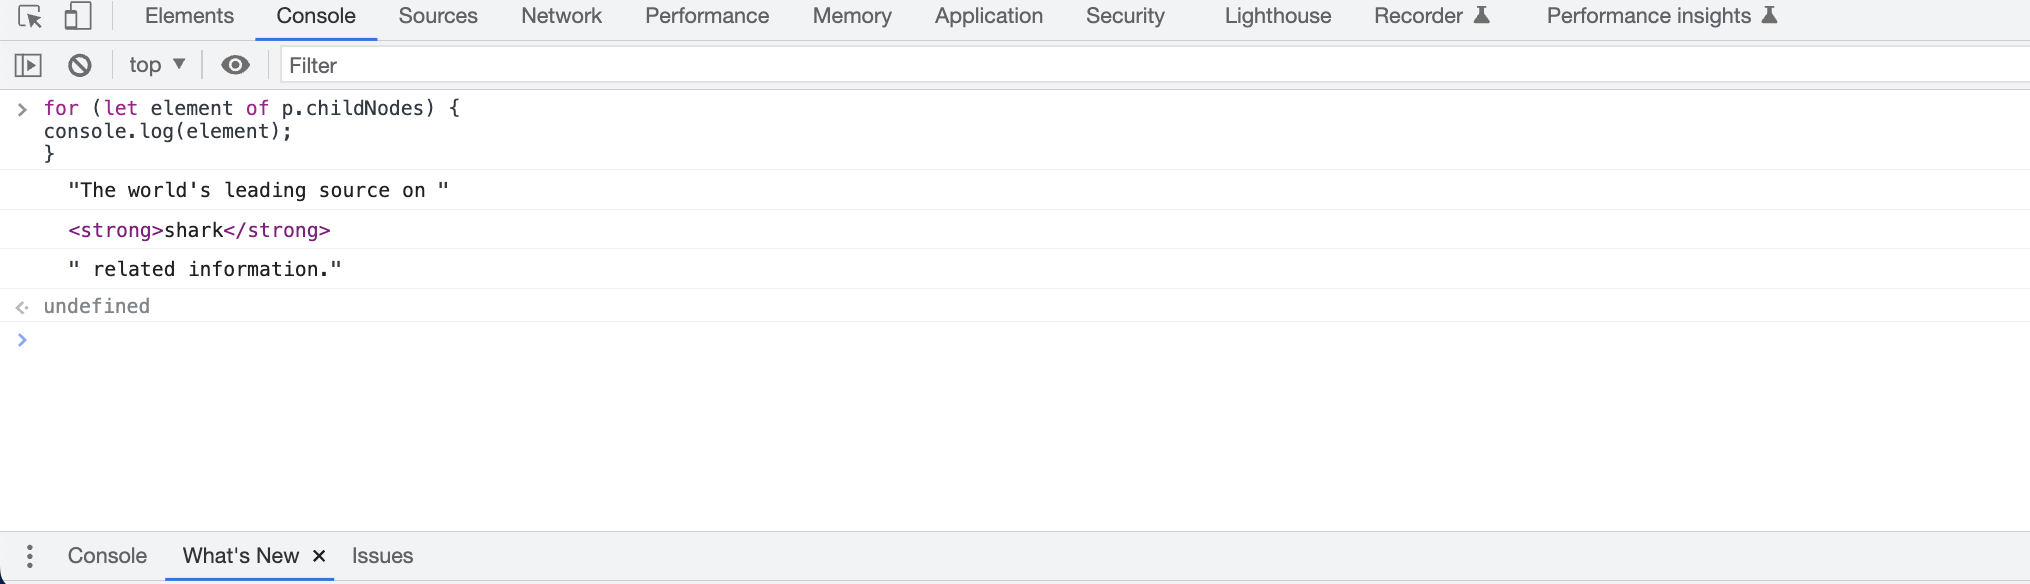 Elements Console Sources Network Performance Memory Application Security Lighthouse Recorder Performance insights
top Filter
> for (let element of p.childNodes) {
console.log(element);
}
"The world's leading source on "
<strong>shark</strong>
" related information."
undefined
>
Console What's New × Issues